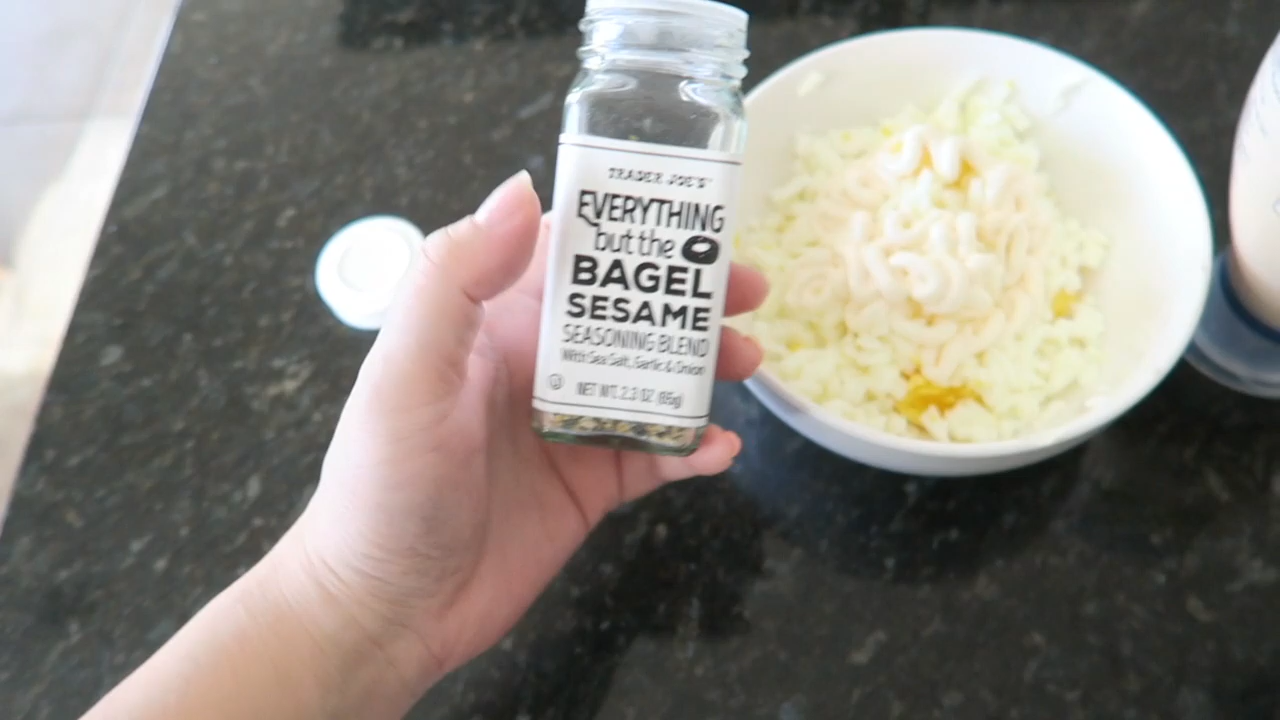 TRADER JOE'S
EVERYTHING
but the
BAGEL
SESAME
SEASONING BLEND
With Sea Salt, Garlic & Onion
NET WT. 2.3 OZ (65g)